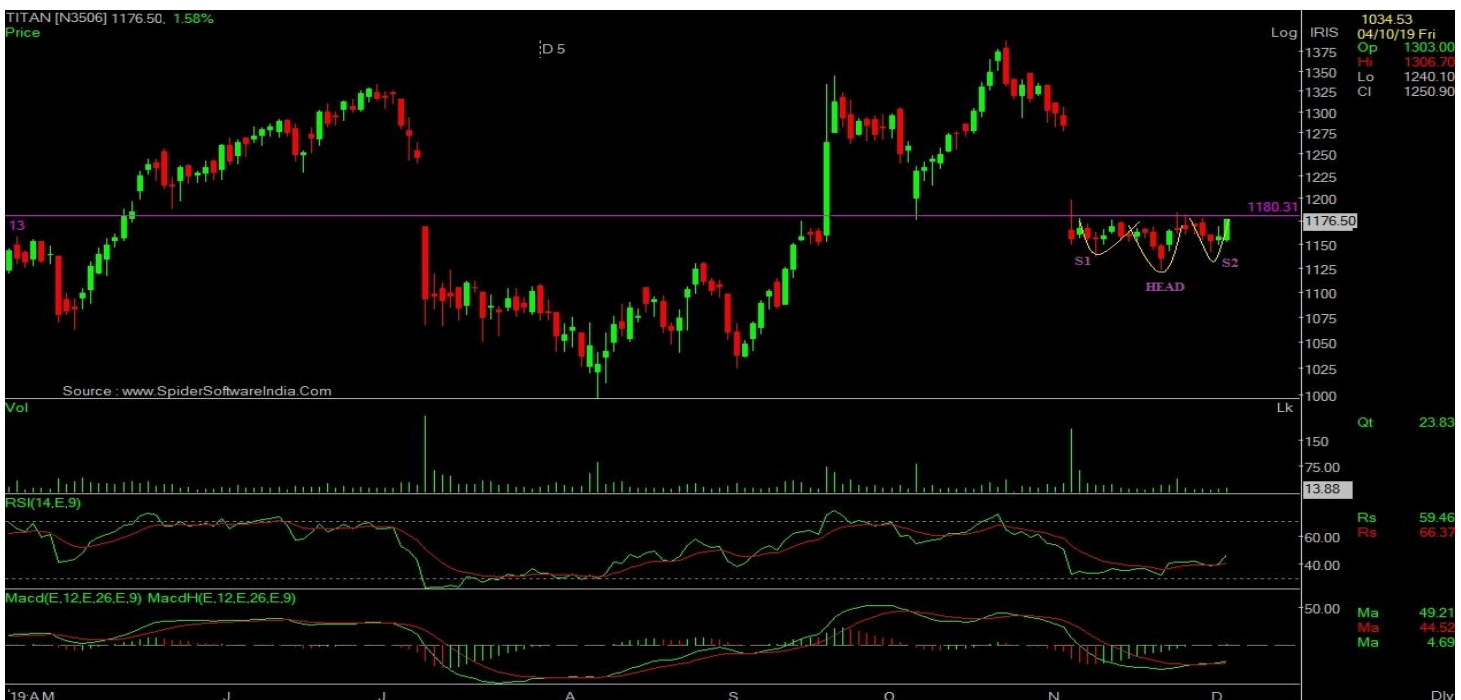 TITAN [N3506] 1176.50, 1.58%
Price
D 5
Log
IRIS
1034.53
04/10/19 Fri
Op 1303.00
Hi 1306.70
Lo 1240.10
Cl 1250.90
1375
1350
1325
1300
1275
1250
1225
1200
1180.31
1176.50
1150
1125
1100
1075
1050
1025
1000
13
S1
HEAD
S2
Source : www.SpiderSoftwareIndia.Com
Vol
Lk
150
75.00
13.88
Qt 23.83
RSI(14,E,9)
60.00
40.00
Rs 59.46
Rs 66.37
Macd(E,12,E,26,E,9) MacdH(E,12,E,26,E,9)
50.00
Ma 49.21
Ma 44.52
Ma 4.69
'19:A M J J A S O N D
Dly